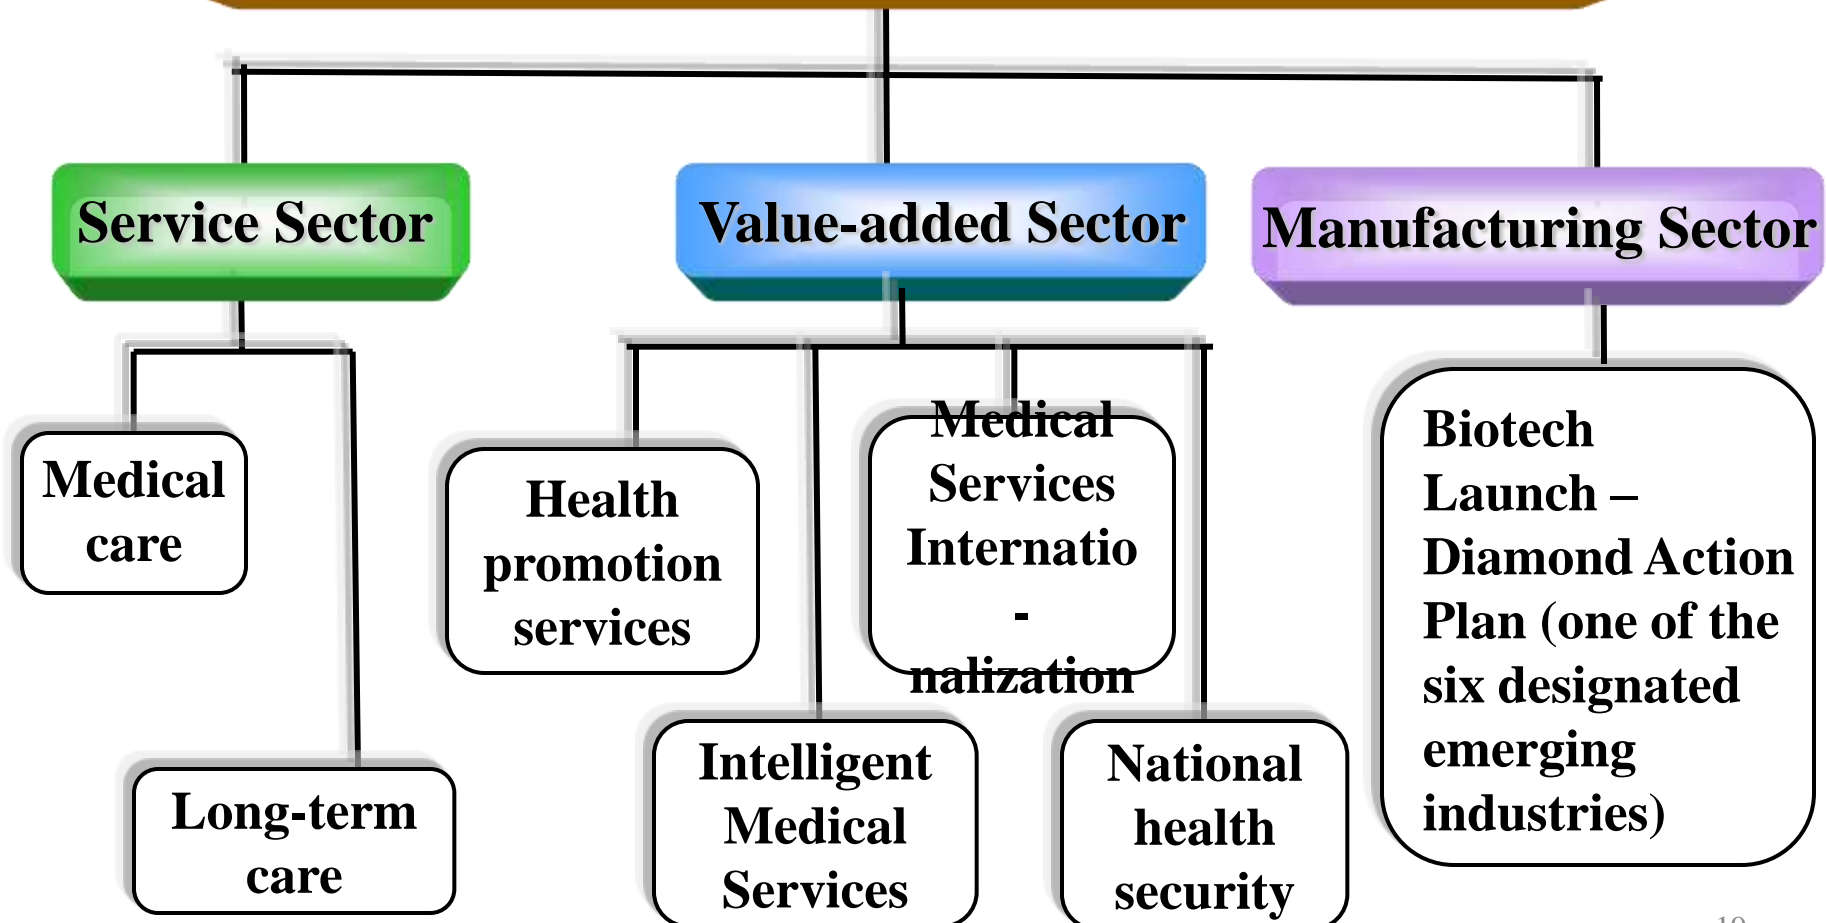 Service Sector
Value-added Sector
Manufacturing Sector
Medical
care
Long-term
care
Health
promotion
services
Intelligent
Medical
Services
Medical
Services
Internatio
-
nalization
National
health
security
Biotech
Launch –
Diamond Action
Plan (one of the
six designated
emerging
industries)